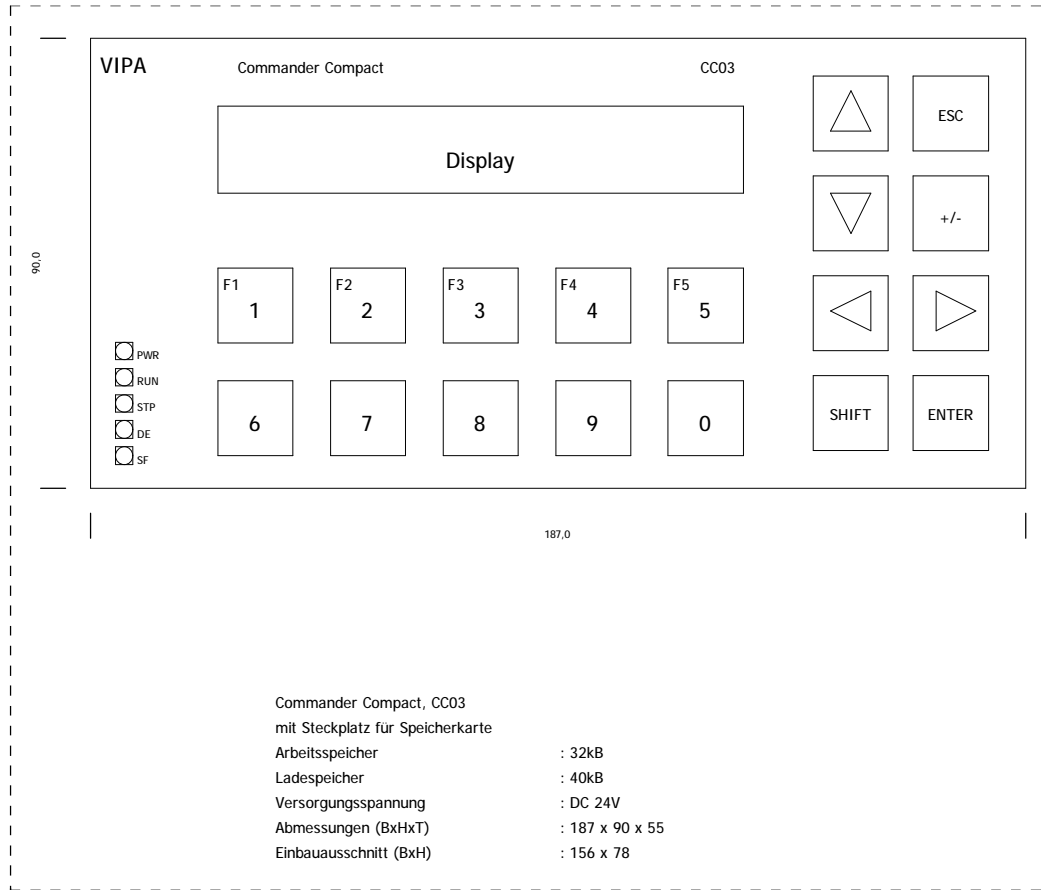 VIPA Commander Compact CC03
ESC
Display
+/-
90,0
F1 F2 F3 F4 F5
1 2 3 4 5
PWR
RUN
STP
DE
SF
6 7 8 9 0
SHIFT ENTER
187,0
Commander Compact, CC03
mit Steckplatz für Speicherkarte
Arbeitsspeicher : 32kB
Ladespeicher : 40kB
Versorgungsspannung : DC 24V
Abmessungen (BxHxT) : 187 x 90 x 55
Einbauausschnitt (BxH) : 156 x 78